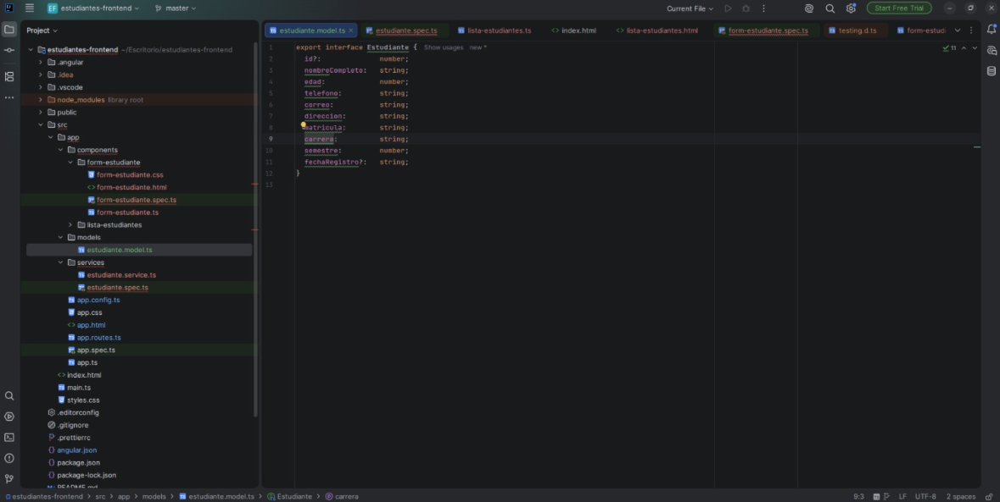 EF estudiantes-frontend master Current File Start Free Trial
Project
estudiante.model.ts estudiante.spec.ts lista-estudiantes.ts index.html lista-estudiantes.html form-estudiante.spec.ts testing.d.ts form-estudi
estudiantes-frontend ~/Escritorio/estudiantes-frontend
.angular
.idea
.vscode
node_modules library root
public
src
app
components
form-estudiante
form-estudiante.css
form-estudiante.html
form-estudiante.spec.ts
form-estudiante.ts
lista-estudiantes
models
estudiante.model.ts
services
estudiante.service.ts
estudiante.spec.ts
app.config.ts
app.css
app.html
app.routes.ts
app.spec.ts
app.ts
index.html
main.ts
styles.css
.editorconfig
.gitignore
.prettierrc
angular.json
package.json
package-lock.json
README.md
1 export interface Estudiante { Show usages new *
2 id?: number;
3 nombreCompleto: string;
4 edad: number;
5 telefono: string;
6 correo: string;
7 direccion: string;
8 matricula: string;
9 carrera: string;
10 semestre: number;
11 fechaRegistro?: string;
12 }
13
11
estudiantes-frontend > src > app > models > estudiante.model.ts > Estudiante > carrera 9:3 LF UTF-8 2 spaces